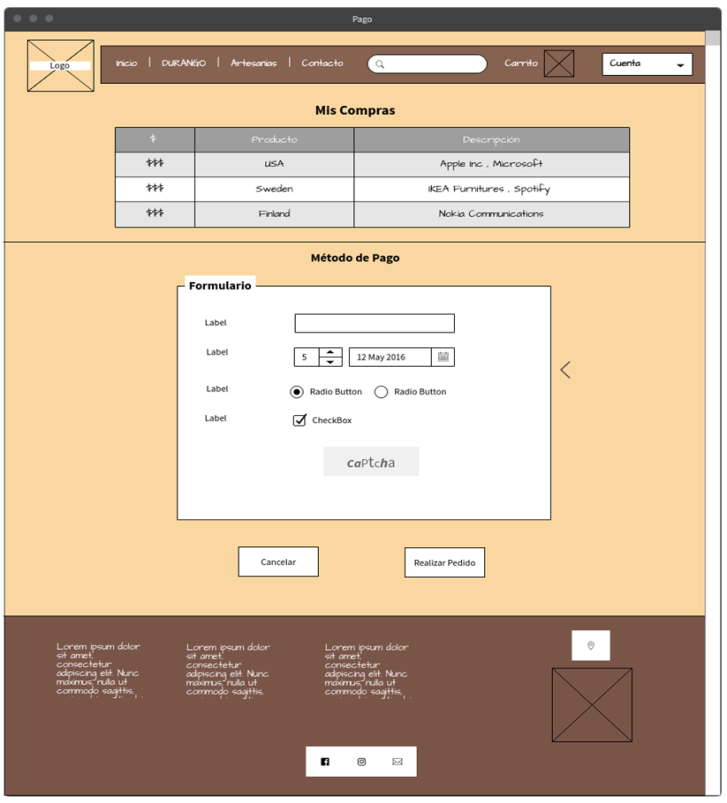 Pago
Logo
Inicio | DURANGO | Artesanias | Contacto Carrito Cuenta
Mis Compras
$ Producto Descripción
$$$ USA Apple Inc , Microsoft
$$$ Sweden IKEA Furnitures , Spotify
$$$ Finland Nokia Communications
Método de Pago
Formulario
Label
Label 5 12 May 2016
Label Radio Button Radio Button
Label CheckBox
CaPtcha
Cancelar Realizar Pedido
Lorem ipsum dolor
sit amet,
consectetur
adipiscing elit. Nunc
maximus, nulla ut
commodo sagittis,
Lorem ipsum dolor
sit amet,
consectetur
adipiscing elit. Nunc
maximus, nulla ut
commodo sagittis,
Lorem ipsum dolor
sit amet,
consectetur
adipiscing elit. Nunc
maximus, nulla ut
commodo sagittis,